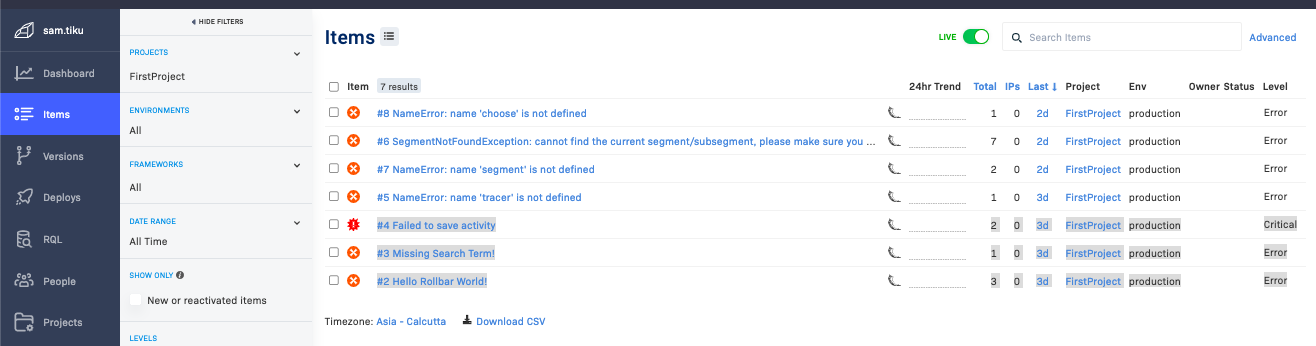 sam.tiku
Dashboard
Items
Versions
Deploys
RQL
People
Projects
HIDE FILTERS
PROJECTS
FirstProject
ENVIRONMENTS
All
FRAMEWORKS
All
DATE RANGE
All Time
SHOW ONLY
New or reactivated items
LEVELS
Items
LIVE
Search Items
Advanced
Item 7 results 24hr Trend Total IPs Last ↓ Project Env Owner Status Level
#8 NameError: name 'choose' is not defined 1 0 2d FirstProject production Error
#6 SegmentNotFoundException: cannot find the current segment/subsegment, please make sure you ... 7 0 2d FirstProject production Error
#7 NameError: name 'segment' is not defined 2 0 2d FirstProject production Error
#5 NameError: name 'tracer' is not defined 1 0 3d FirstProject production Error
#4 Failed to save activity 2 0 3d FirstProject production Critical
#3 Missing Search Term! 1 0 3d FirstProject production Error
#2 Hello Rollbar World! 3 0 3d FirstProject production Error
Timezone: Asia - Calcutta Download CSV